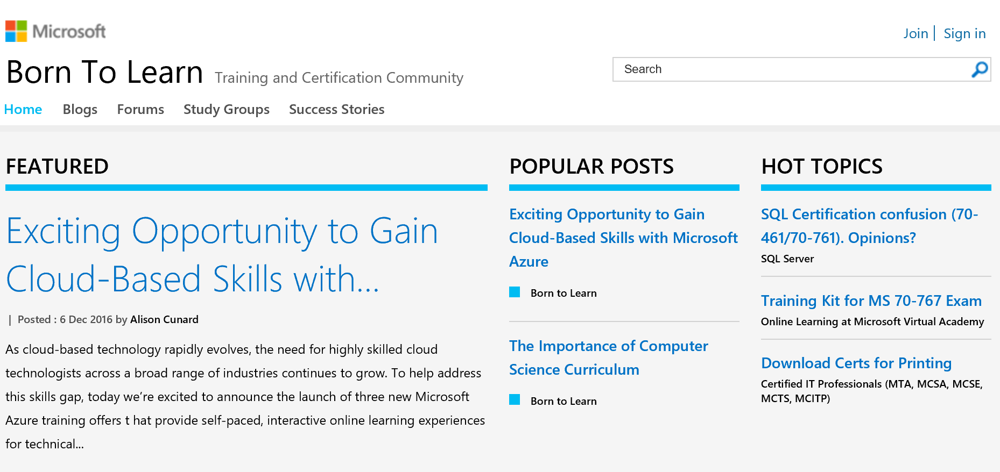 Microsoft
Join | Sign in
Born To Learn Training and Certification Community
Search
Home Blogs Forums Study Groups Success Stories
FEATURED
Exciting Opportunity to Gain
Cloud-Based Skills with...
| Posted : 6 Dec 2016 by Alison Cunard
As cloud-based technology rapidly evolves, the need for highly skilled cloud
technologists across a broad range of industries continues to grow. To help address
this skills gap, today we’re excited to announce the launch of three new Microsoft
Azure training offers t hat provide self-paced, interactive online learning experiences
for technical...
POPULAR POSTS
Exciting Opportunity to Gain
Cloud-Based Skills with Microsoft
Azure
Born to Learn
The Importance of Computer
Science Curriculum
Born to Learn
HOT TOPICS
SQL Certification confusion (70-
461/70-761). Opinions?
SQL Server
Training Kit for MS 70-767 Exam
Online Learning at Microsoft Virtual Academy
Download Certs for Printing
Certified IT Professionals (MTA, MCSA, MCSE,
MCTS, MCITP)